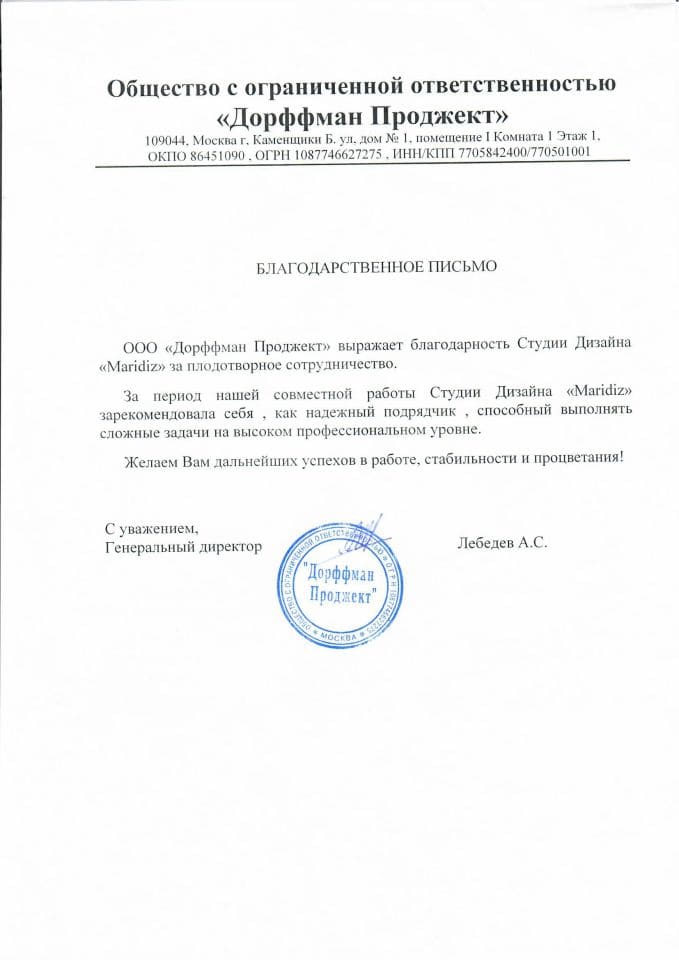 Общество с ограниченной ответственностью
«Дорффман Проджект»
109044, Москва г, Каменщики Б. ул, дом № 1, помещение I Комната 1 Этаж 1,
ОКПО 86451090 , ОГРН 1087746627275 , ИНН/КПП 7705842400/770501001
БЛАГОДАРСТВЕННОЕ ПИСЬМО
ООО «Дорффман Проджект» выражает благодарность Студии Дизайна
«Maridiz» за плодотворное сотрудничество.
За период нашей совместной работы Студии Дизайна «Maridiz»
зарекомендовала себя , как надежный подрядчик , способный выполнять
сложные задачи на высоком профессиональном уровне.
Желаем Вам дальнейших успехов в работе, стабильности и процветания!
С уважением,
Генеральный директор
Лебедев А.С.
ОБЩЕСТВО С ОГРАНИЧЕННОЙ ОТВЕТСТВЕННОСТЬЮ * ОГРН 1087746627275
"Дорффман
Проджект"
* МОСКВА *